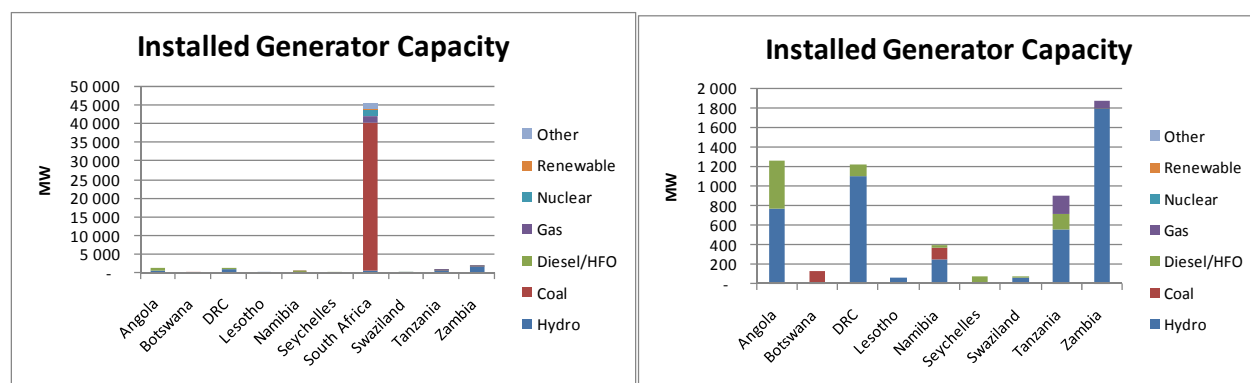 Installed Generator Capacity
MW
50 000
45 000
40 000
35 000
30 000
25 000
20 000
15 000
10 000
5 000
-
Angola
Botswana
DRC
Lesotho
Namibia
Seychelles
South Africa
Swaziland
Tanzania
Zambia
Other
Renewable
Nuclear
Gas
Diesel/HFO
Coal
Hydro
Installed Generator Capacity
MW
2 000
1 800
1 600
1 400
1 200
1 000
800
600
400
200
-
Angola
Botswana
DRC
Lesotho
Namibia
Seychelles
Swaziland
Tanzania
Zambia
Other
Renewable
Nuclear
Gas
Diesel/HFO
Coal
Hydro